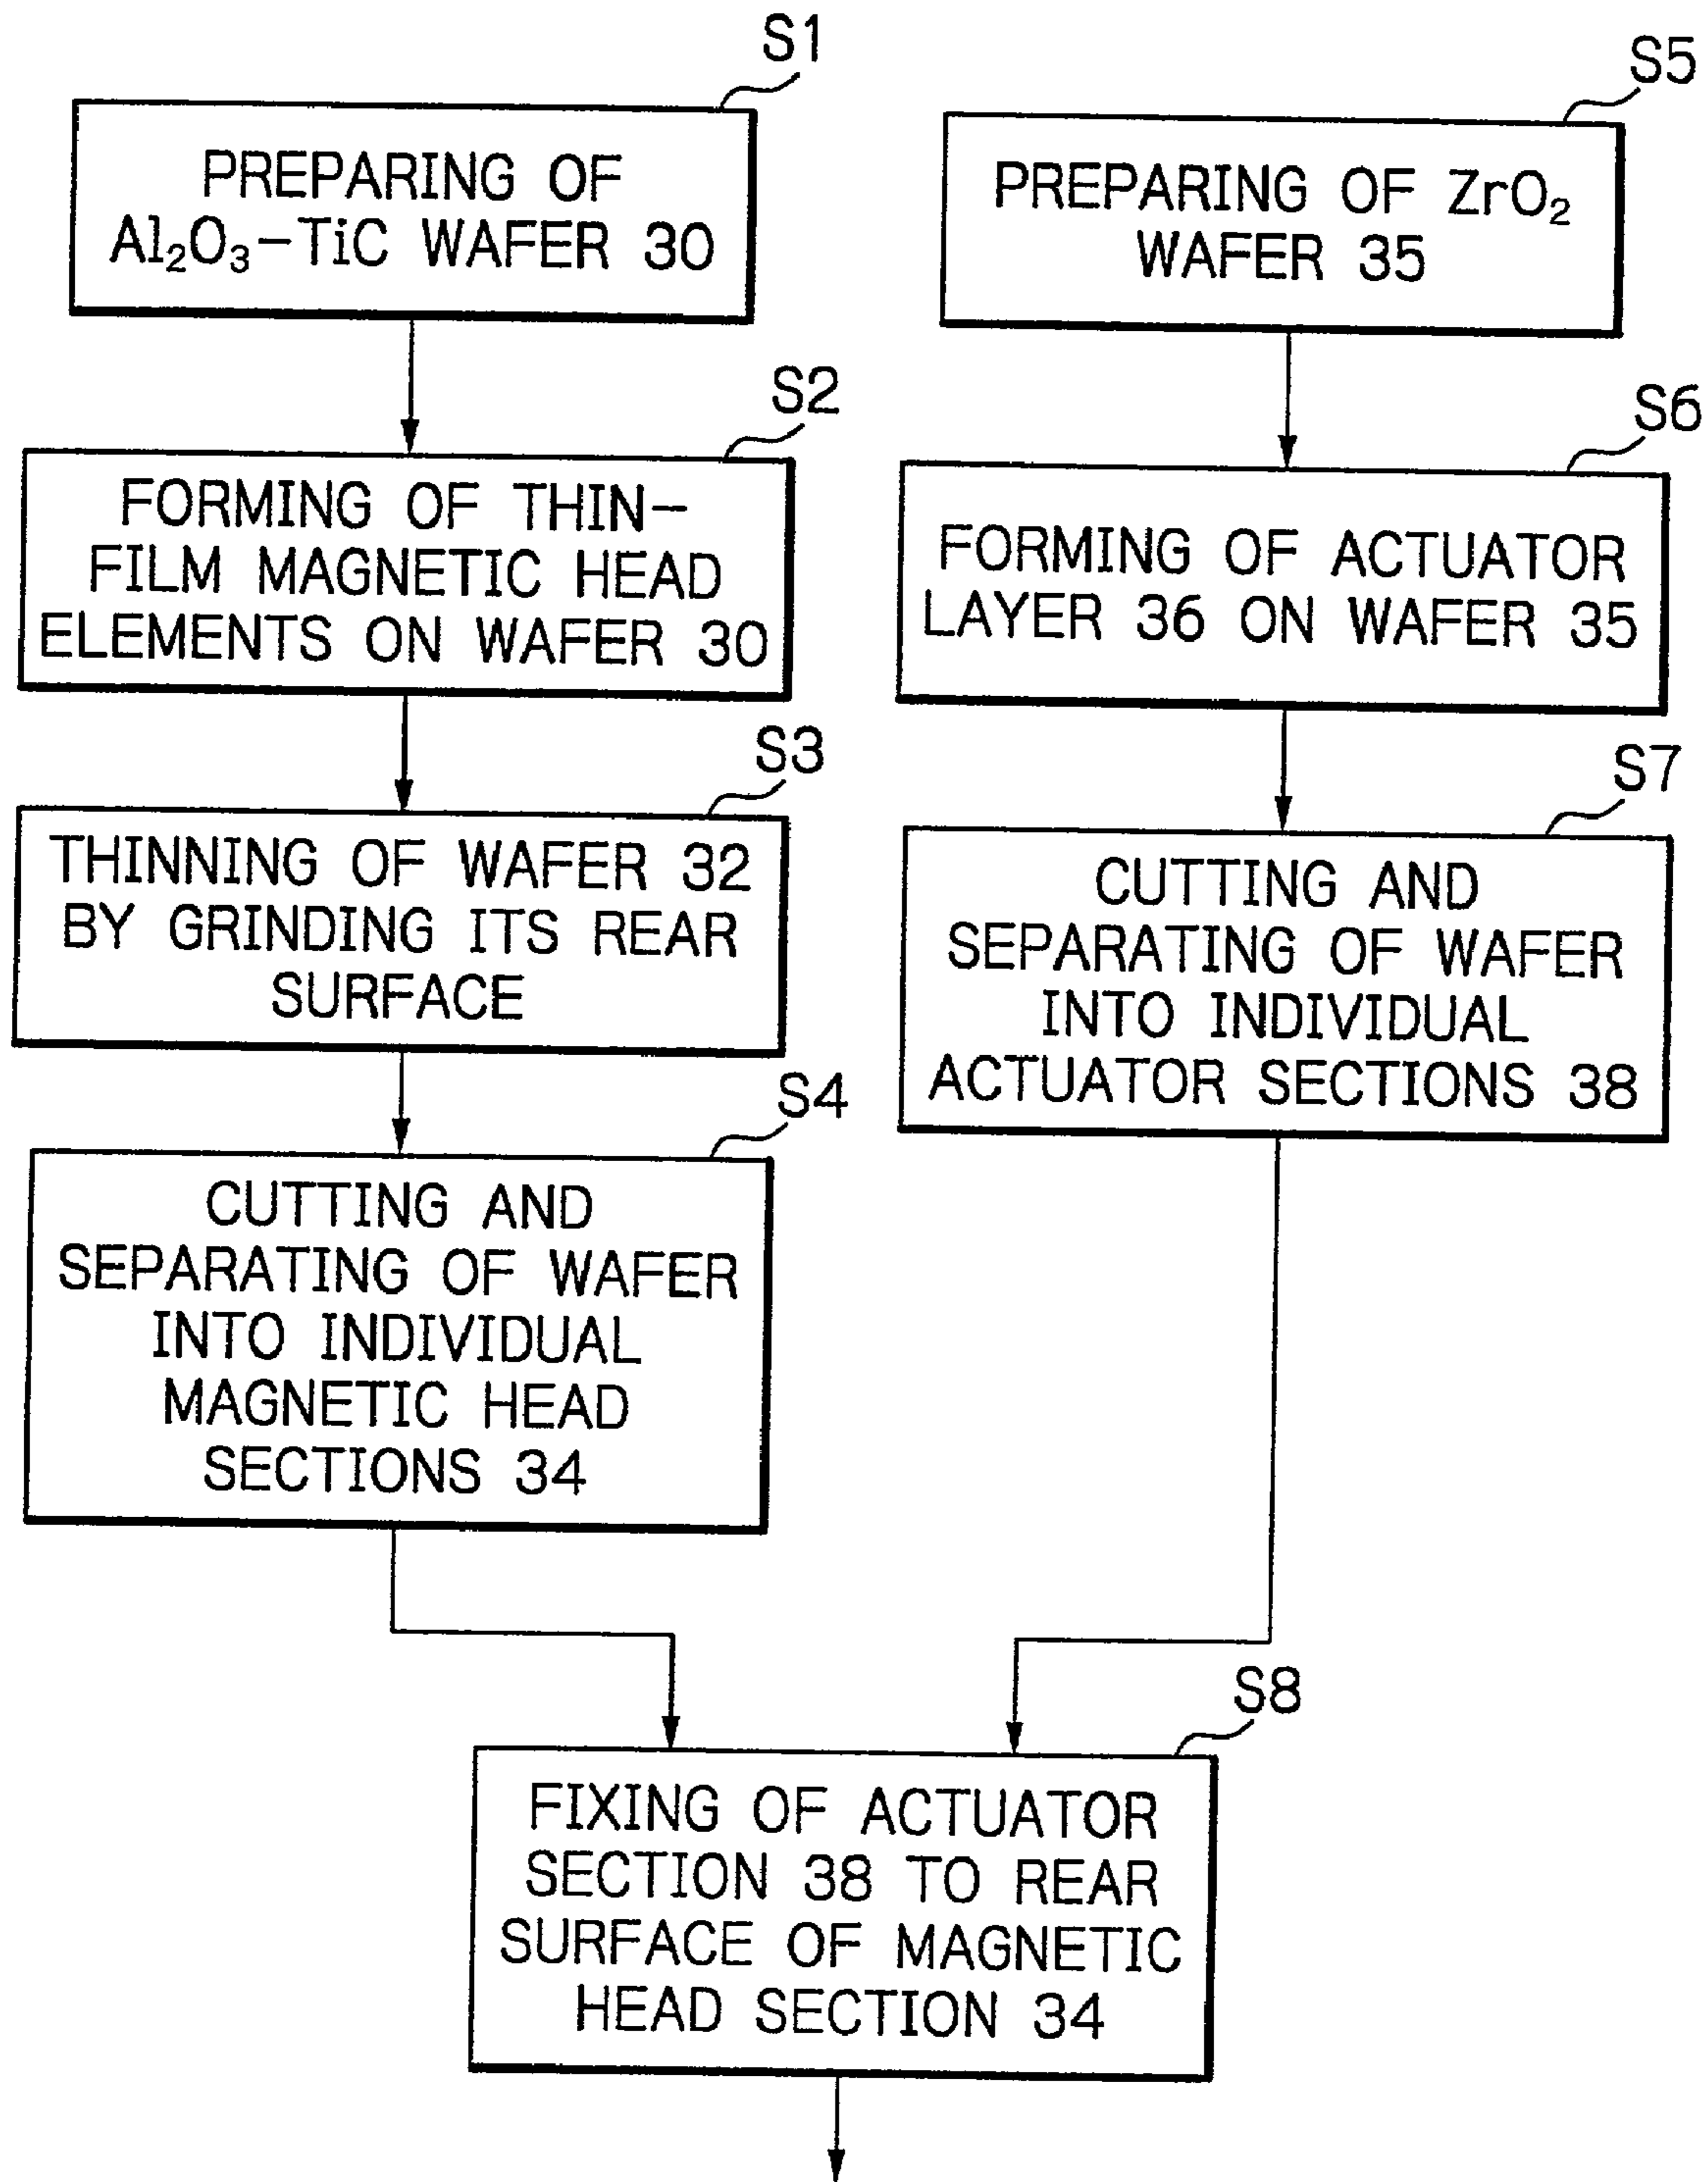 S1
PREPARING OF
Al₂O₃-TiC WAFER 30
S2
FORMING OF THIN-
FILM MAGNETIC HEAD
ELEMENTS ON WAFER 30
S3
THINNING OF WAFER 32
BY GRINDING ITS REAR
SURFACE
S4
CUTTING AND
SEPARATING OF WAFER
INTO INDIVIDUAL
MAGNETIC HEAD
SECTIONS 34
S5
PREPARING OF ZrO₂
WAFER 35
S6
FORMING OF ACTUATOR
LAYER 36 ON WAFER 35
S7
CUTTING AND
SEPARATING OF WAFER
INTO INDIVIDUAL
ACTUATOR SECTIONS 38
S8
FIXING OF ACTUATOR
SECTION 38 TO REAR
SURFACE OF MAGNETIC
HEAD SECTION 34